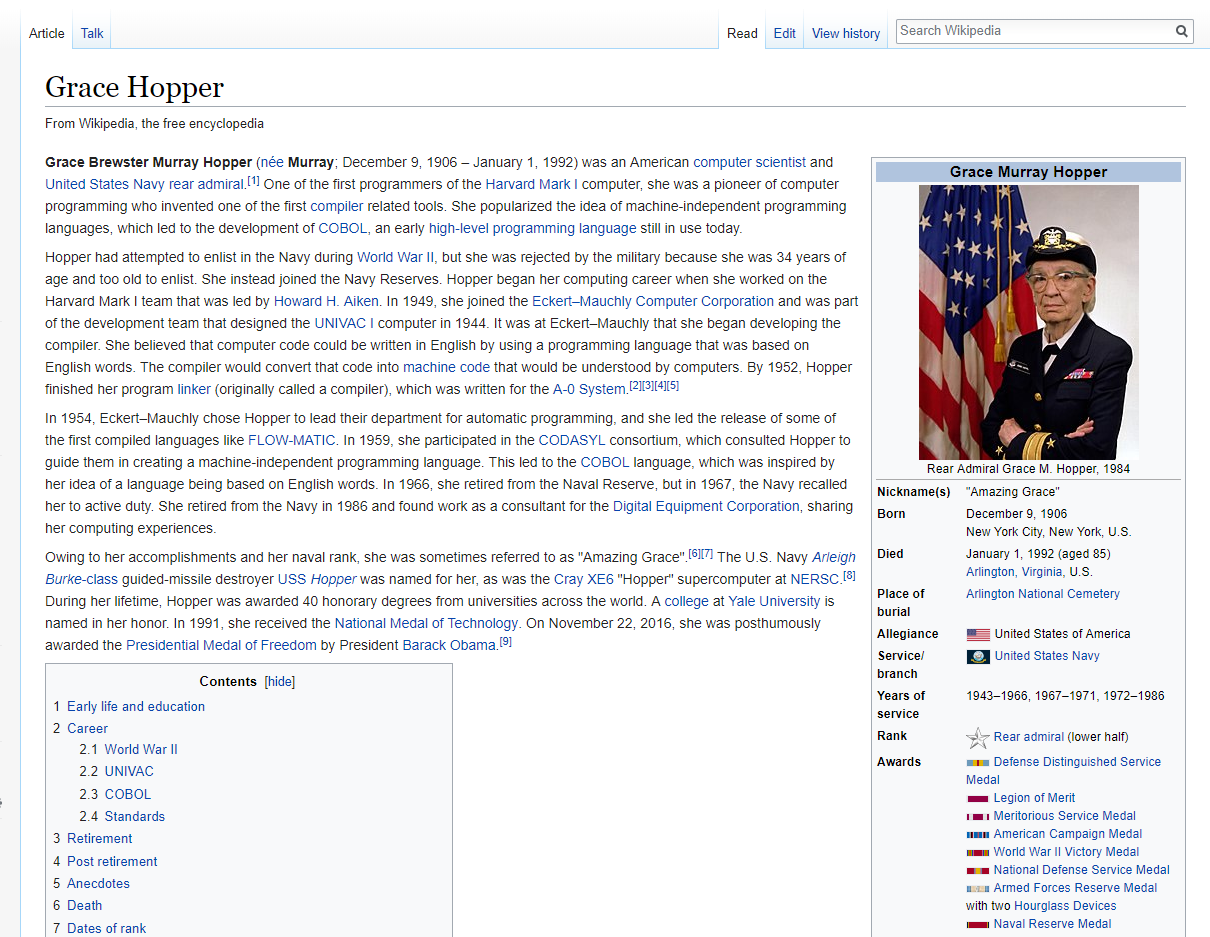 Article Talk Read Edit View history Search Wikipedia
Grace Hopper
From Wikipedia, the free encyclopedia
Grace Brewster Murray Hopper (née Murray; December 9, 1906 – January 1, 1992) was an American computer scientist and
United States Navy rear admiral.[1] One of the first programmers of the Harvard Mark I computer, she was a pioneer of computer
programming who invented one of the first compiler related tools. She popularized the idea of machine-independent programming
languages, which led to the development of COBOL, an early high-level programming language still in use today.
Hopper had attempted to enlist in the Navy during World War II, but she was rejected by the military because she was 34 years of
age and too old to enlist. She instead joined the Navy Reserves. Hopper began her computing career when she worked on the
Harvard Mark I team that was led by Howard H. Aiken. In 1949, she joined the Eckert–Mauchly Computer Corporation and was part
of the development team that designed the UNIVAC I computer in 1944. It was at Eckert–Mauchly that she began developing the
compiler. She believed that computer code could be written in English by using a programming language that was based on
English words. The compiler would convert that code into machine code that would be understood by computers. By 1952, Hopper
finished her program linker (originally called a compiler), which was written for the A-0 System.[2][3][4][5]
In 1954, Eckert–Mauchly chose Hopper to lead their department for automatic programming, and she led the release of some of
the first compiled languages like FLOW-MATIC. In 1959, she participated in the CODASYL consortium, which consulted Hopper to
guide them in creating a machine-independent programming language. This led to the COBOL language, which was inspired by
her idea of a language being based on English words. In 1966, she retired from the Naval Reserve, but in 1967, the Navy recalled
her to active duty. She retired from the Navy in 1986 and found work as a consultant for the Digital Equipment Corporation, sharing
her computing experiences.
Owing to her accomplishments and her naval rank, she was sometimes referred to as "Amazing Grace".[6][7] The U.S. Navy Arleigh
Burke-class guided-missile destroyer USS Hopper was named for her, as was the Cray XE6 "Hopper" supercomputer at NERSC.[8]
During her lifetime, Hopper was awarded 40 honorary degrees from universities across the world. A college at Yale University is
named in her honor. In 1991, she received the National Medal of Technology. On November 22, 2016, she was posthumously
awarded the Presidential Medal of Freedom by President Barack Obama.[9]
Contents [hide]
1 Early life and education
2 Career
2.1 World War II
2.2 UNIVAC
2.3 COBOL
2.4 Standards
3 Retirement
4 Post retirement
5 Anecdotes
6 Death
7 Dates of rank
Grace Murray Hopper
Rear Admiral Grace M. Hopper, 1984
Nickname(s) "Amazing Grace"
Born December 9, 1906
New York City, New York, U.S.
Died January 1, 1992 (aged 85)
Arlington, Virginia, U.S.
Place of Arlington National Cemetery
burial
Allegiance United States of America
Service/ United States Navy
branch
Years of 1943–1966, 1967–1971, 1972–1986
service
Rank Rear admiral (lower half)
Awards Defense Distinguished Service
Medal
Legion of Merit
Meritorious Service Medal
American Campaign Medal
World War II Victory Medal
National Defense Service Medal
Armed Forces Reserve Medal
with two Hourglass Devices
Naval Reserve Medal